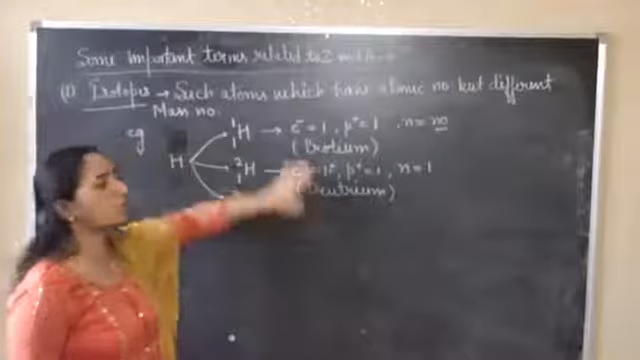 Some important terms related to Z and A
(1) Isotopes → Such atoms which have atomic no. but different
Mass no.
eg
¹₁H → e⁻ = 1, p⁺ = 1, n = no
(Protium)
H ²₁H → = 1, p⁺ = 1, n = 1
(Deutrium)